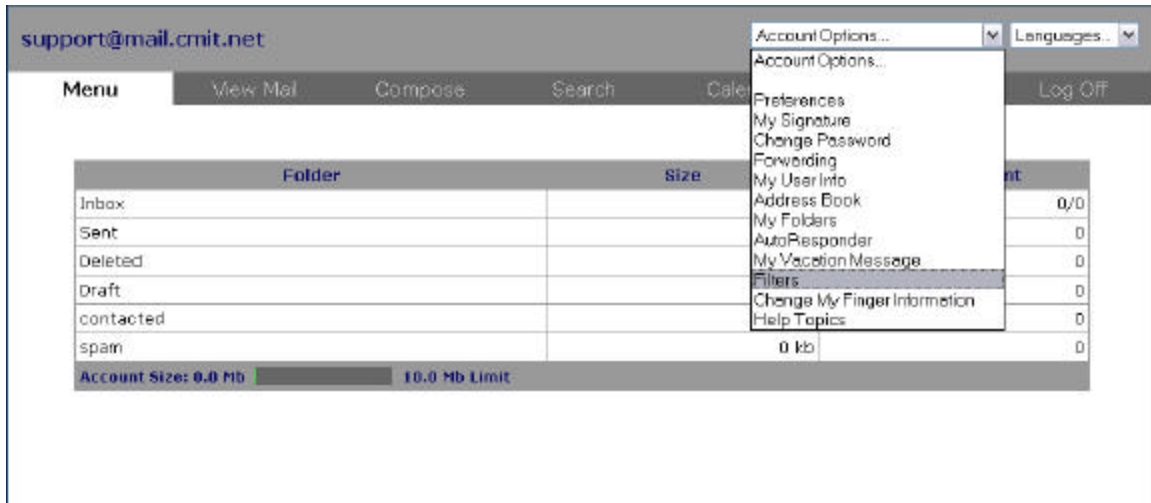 support@mail.cmit.net
Account Options...
Languages..
Account Options...
Preferences
My Signature
Change Password
Forwarding
My User Info
Address Book
My Folders
AutoResponder
My Vacation Message
Filters
Change My Finger Information
Help Topics
Menu View Mail Compose Search Log Off
Folder Size
Inbox 0/0
Sent 0
Deleted 0
Draft 0
contacted 0
spam 0 kb 0
Account Size: 0.0 Mb 10.0 Mb Limit